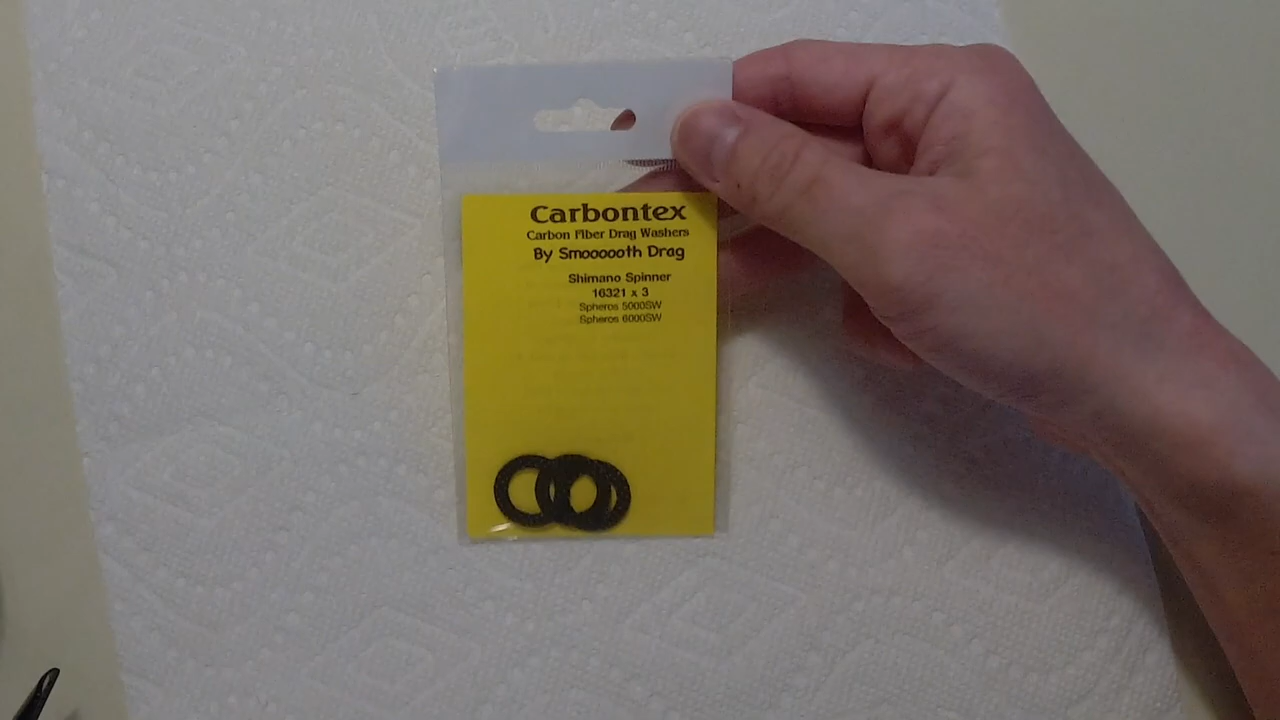 Carbontex
Carbon Fiber Drag Washers
By Smoooooth Drag
Shimano Spinner
16321 x 3
Spheros 5000SW
Spheros 6000SW